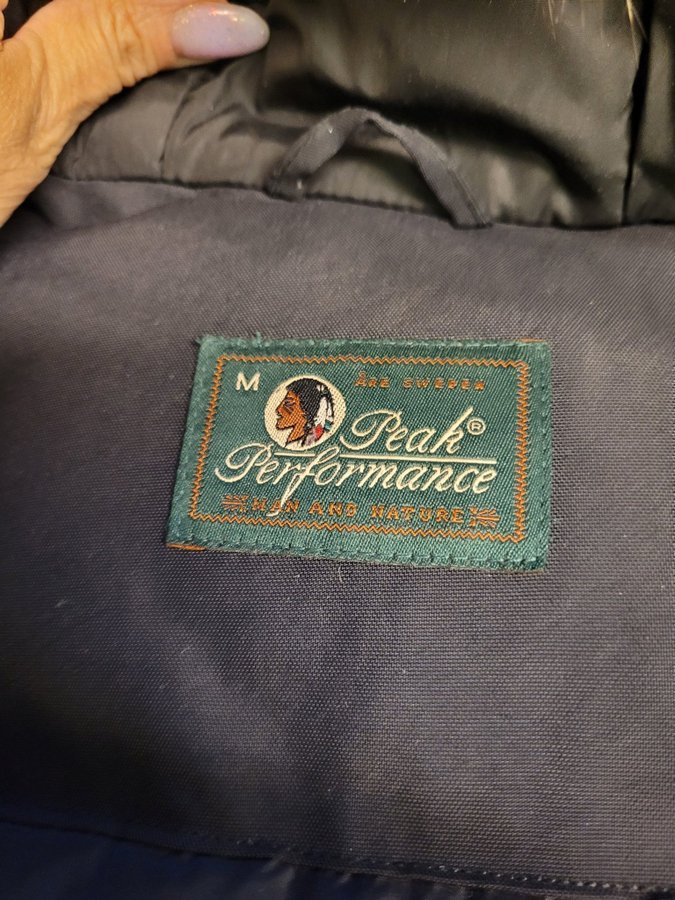 M
ÅRE SWEDEN
Peak®
Performance
MAN AND NATURE